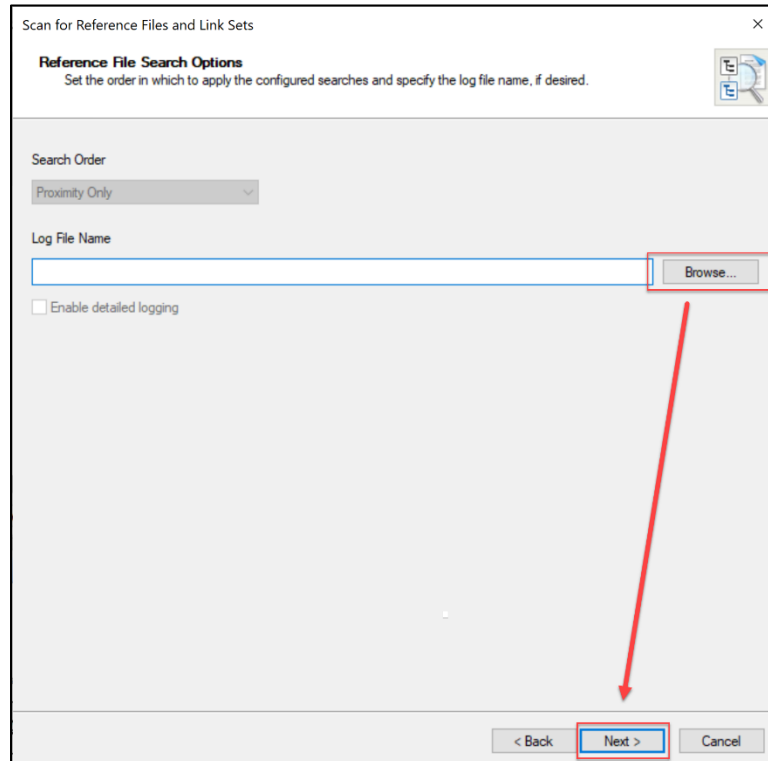 Scan for Reference Files and Link Sets
Reference File Search Options
Set the order in which to apply the configured searches and specify the log file name, if desired.
Search Order
Proximity Only
Log File Name
Browse...
Enable detailed logging
< Back Next > Cancel